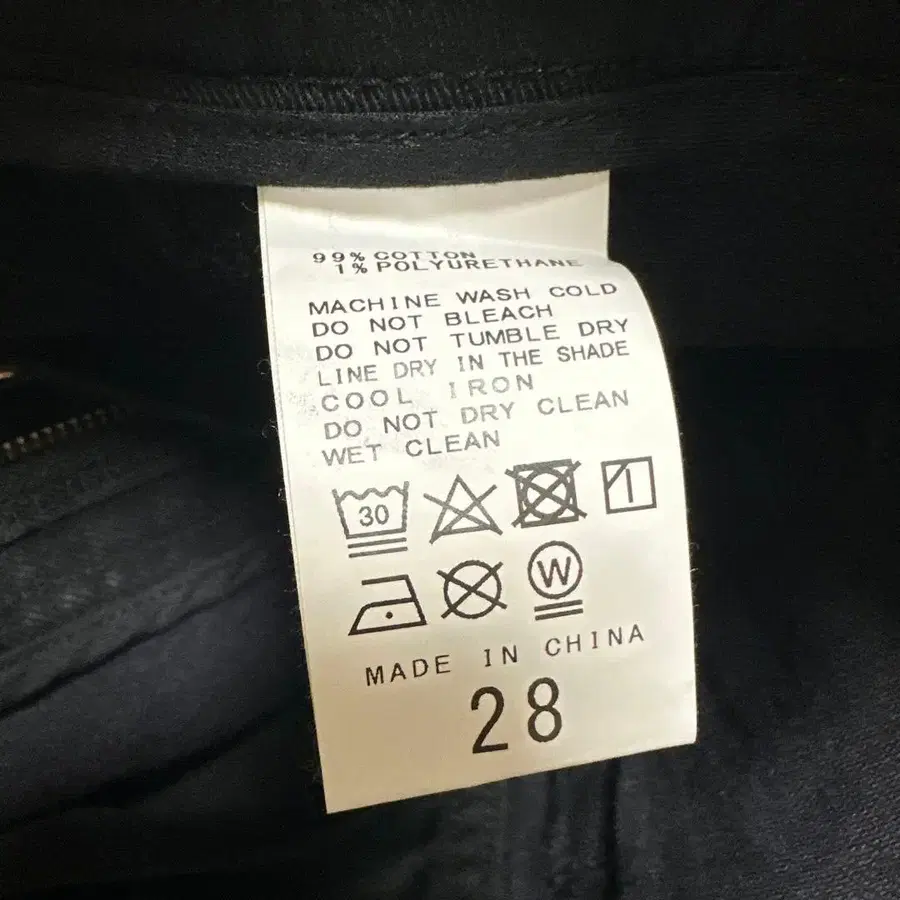 99% COTTON
1% POLYURETHANE
MACHINE WASH COLD
DO NOT BLEACH
DO NOT TUMBLE DRY
LINE DRY IN THE SHADE
COOL IRON
DO NOT DRY CLEAN
WET CLEAN
30
W
MADE IN CHINA
28